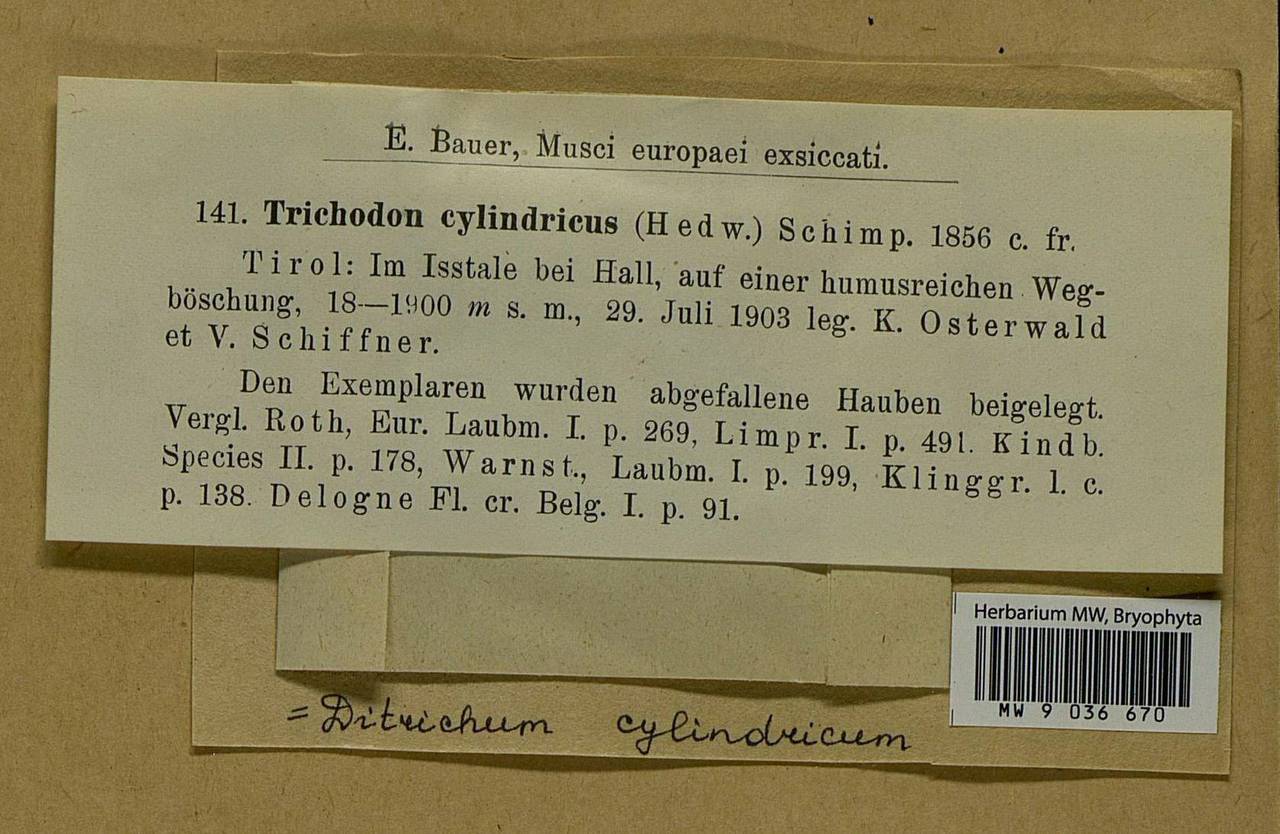 E. Bauer, Musci europaei exsiccati.
141. Trichodon cylindricus (Hedw.) Schimp. 1856 c. fr.
Tirol: Im Isstale bei Hall, auf einer humusreichen Weg-
böschung, 18—1900 m s. m., 29. Juli 1903 leg. K. Osterwald
et V. Schiffner.
Den Exemplaren wurden abgefallene Hauben beigelegt.
Vergl. Roth, Eur. Laubm. I. p. 269, Limpr. I. p. 491. Kindb.
Species II. p. 178, Warnst., Laubm. I. p. 199, Klinggr. l. c.
p. 138. Delogne Fl. cr. Belg. I. p. 91.
Herbarium MW, Bryophyta
MW 9 036 670
= Ditrichum cylindricum